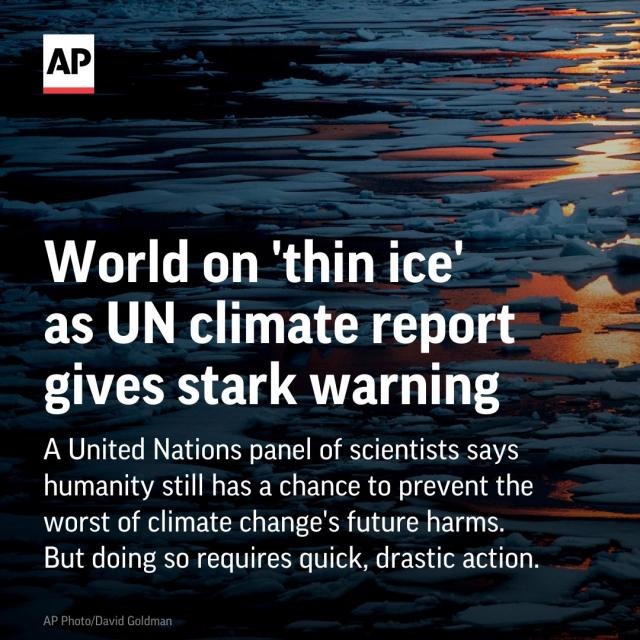 AP
World on 'thin ice'
as UN climate report
gives stark warning
A United Nations panel of scientists says
humanity still has a chance to prevent the
worst of climate change's future harms.
But doing so requires quick, drastic action.
AP Photo/David Goldman